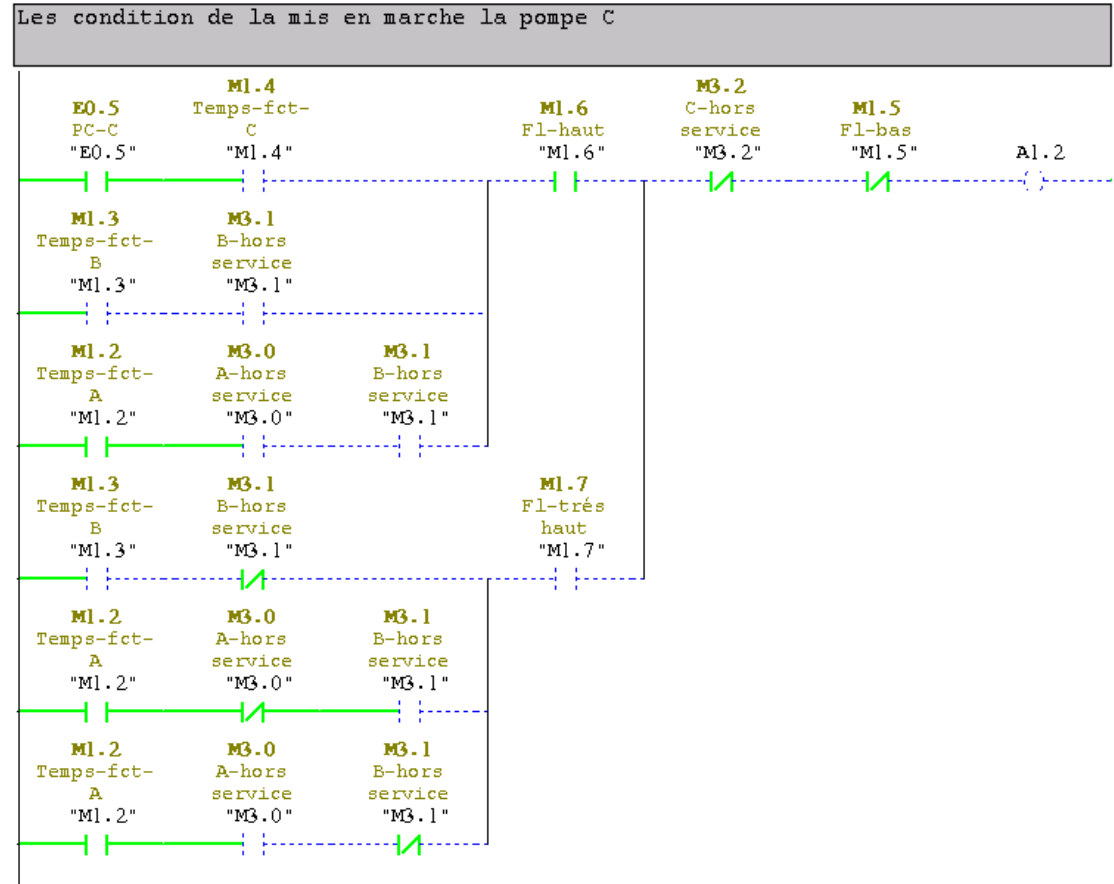 Les condition de la mis en marche la pompe C
M1.4
M3.2
E0.5
Temps-fct-
M1.6
C-hors
M1.5
PC-C
C
Fl-haut
service
Fl-bas
"E0.5"
"M1.4"
"M1.6"
"M3.2"
"M1.5"
A1.2
M1.3
M3.1
Temps-fct-
B-hors
B
service
"M1.3"
"M3.1"
M1.2
M3.0
M3.1
Temps-fct-
A-hors
B-hors
A
service
service
"M1.2"
"M3.0"
"M3.1"
M1.3
M3.1
M1.7
Temps-fct-
B-hors
Fl-trés
B
service
haut
"M1.3"
"M3.1"
"M1.7"
M1.2
M3.0
M3.1
Temps-fct-
A-hors
B-hors
A
service
service
"M1.2"
"M3.0"
"M3.1"
M1.2
M3.0
M3.1
Temps-fct-
A-hors
B-hors
A
service
service
"M1.2"
"M3.0"
"M3.1"